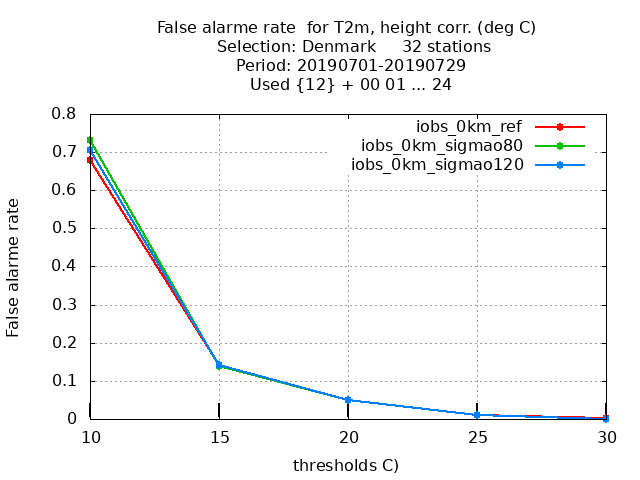 False alarme rate  for T2m, height corr. (deg C)
Selection: Denmark     32 stations
Period: 20190701-20190729
Used {12} + 00 01 ... 24
0.8
0.7
0.6
0.5
0.4
0.3
0.2
0.1
0
False alarme rate
iobs_0km_ref
iobs_0km_sigmao80
iobs_0km_sigmao120
10 15 20 25 30
thresholds C)